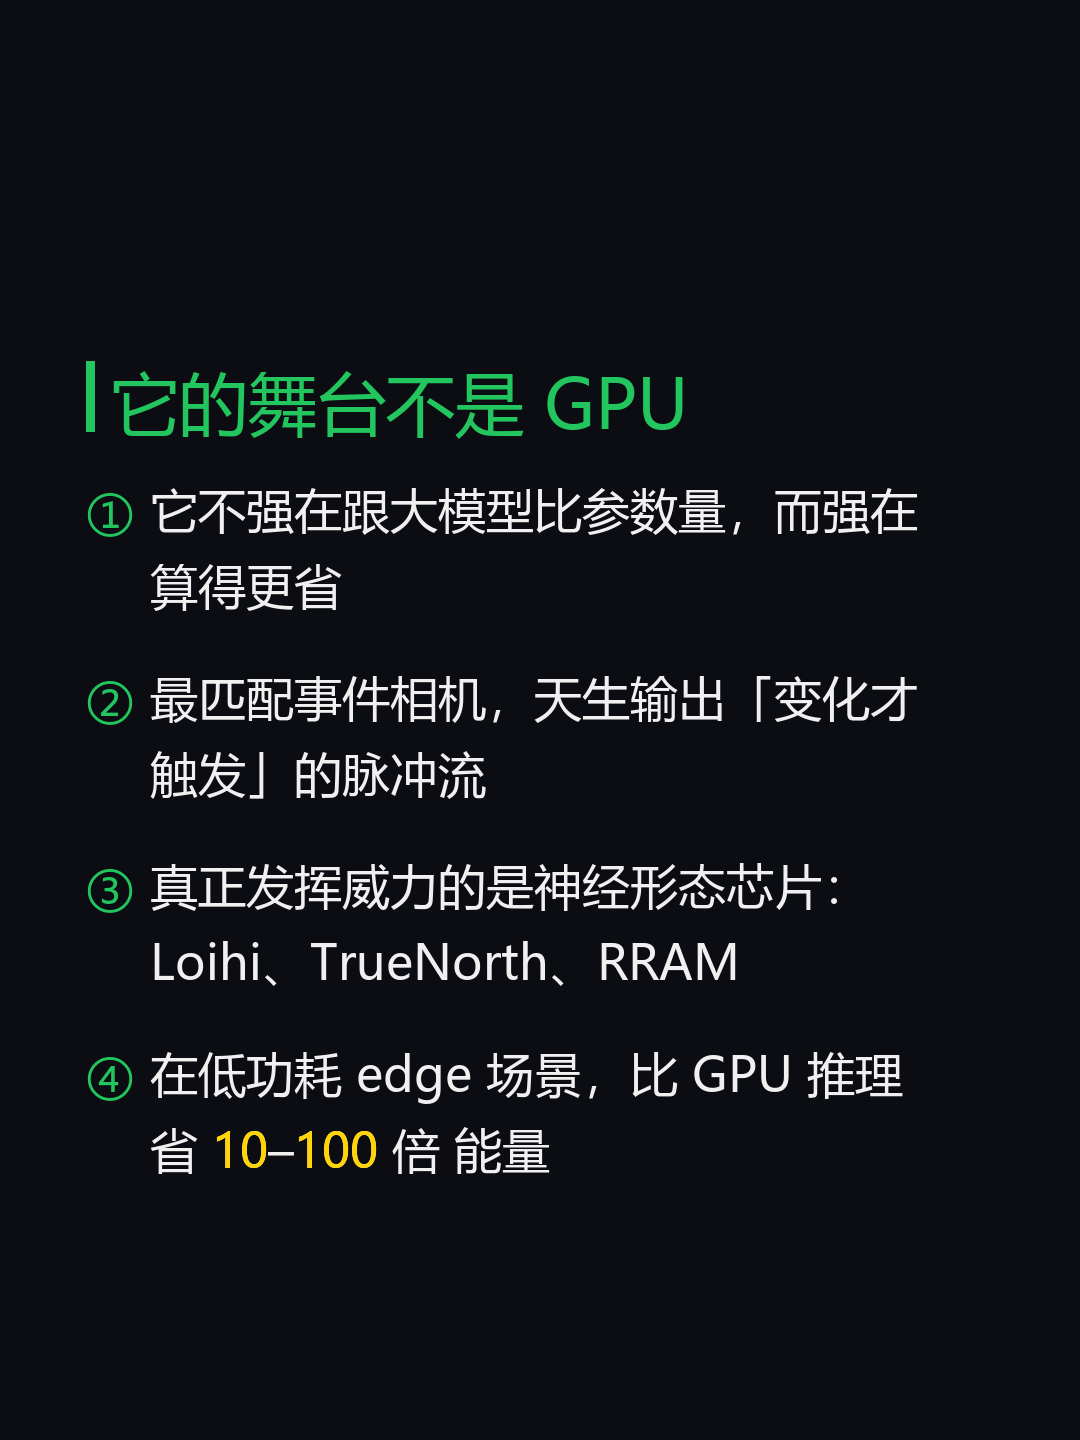 它的舞台不是 GPU
① 它不强在跟大模型比参数量，而强在
算得更省
② 最匹配事件相机，天生输出「变化才
触发」的脉冲流
③ 真正发挥威力的是神经形态芯片：
Loihi、TrueNorth、RRAM
④ 在低功耗 edge 场景，比 GPU 推理
省 10–100 倍 能量